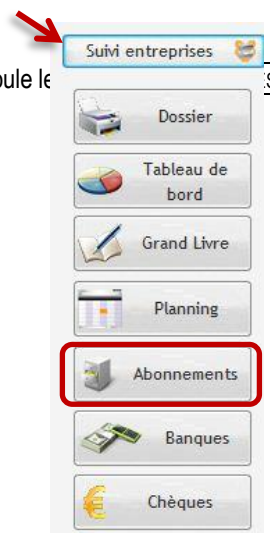 Suivi entreprises
Dossier
Tableau de
bord
Grand Livre
Planning
Abonnements
Banques
Chèques